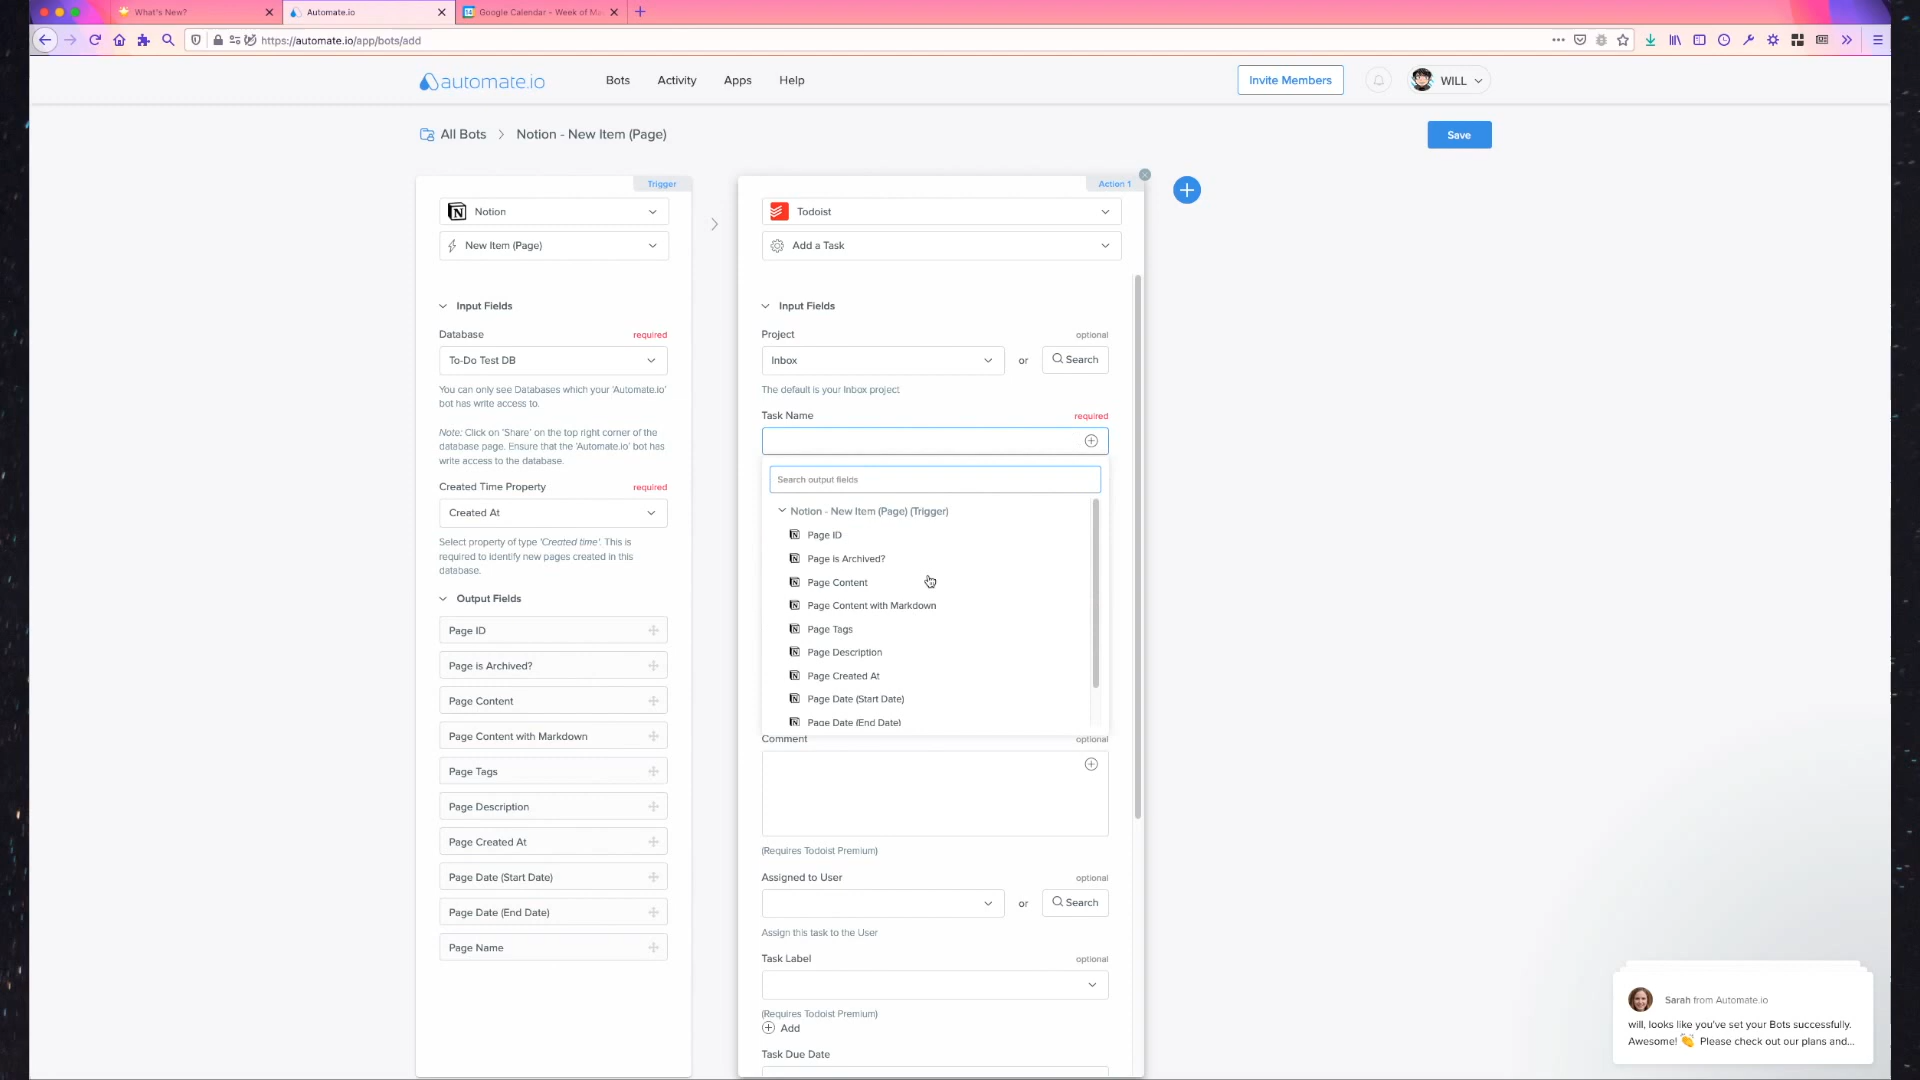 What's New?
Automate.io
Google Calendar - Week of Ma
https://automate.io/app/bots/add
automate.io
Bots
Activity
Apps
Help
Invite Members
WILL
All Bots
Notion - New Item (Page)
Save
Trigger
Notion
New Item (Page)
Input Fields
Database
required
To-Do Test DB
You can only see Databases which your 'Automate.io'
bot has write access to.
Note: Click on 'Share' on the top right corner of the
database page. Ensure that the 'Automate.io' bot has
write access to the database.
Created Time Property
required
Created At
Select property of type 'Created time'. This is
required to identify new pages created in this
database.
Output Fields
Page ID
Page is Archived?
Page Content
Page Content with Markdown
Page Tags
Page Description
Page Created At
Page Date (Start Date)
Page Date (End Date)
Page Name
Action 1
Todoist
Add a Task
Input Fields
Project
optional
Inbox
or
Search
The default is your Inbox project
Task Name
required
Search output fields
Notion - New Item (Page) (Trigger)
Page ID
Page is Archived?
Page Content
Page Content with Markdown
Page Tags
Page Description
Page Created At
Page Date (Start Date)
Page Date (End Date)
Comment
optional
(Requires Todoist Premium)
Assigned to User
optional
or
Search
Assign this task to the User
Task Label
optional
(Requires Todoist Premium)
Add
Task Due Date
Sarah from Automate.io
will, looks like you've set your Bots successfully.
Awesome! 👏 Please check out our plans and...